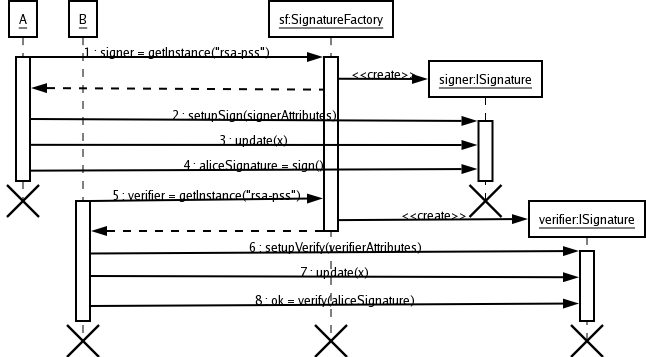 A
B
sf:SignatureFactory
1 : signer = getInstance("rsa-pss")
<<create>>
signer:ISignature
2 : setupSign(signerAttributes)
3 : update(x)
4 : aliceSignature = sign()
5 : verifier = getInstance("rsa-pss")
<<create>>
verifier:ISignature
6 : setupVerify(verifierAttributes)
7 : update(x)
8 : ok = verify(aliceSignature)